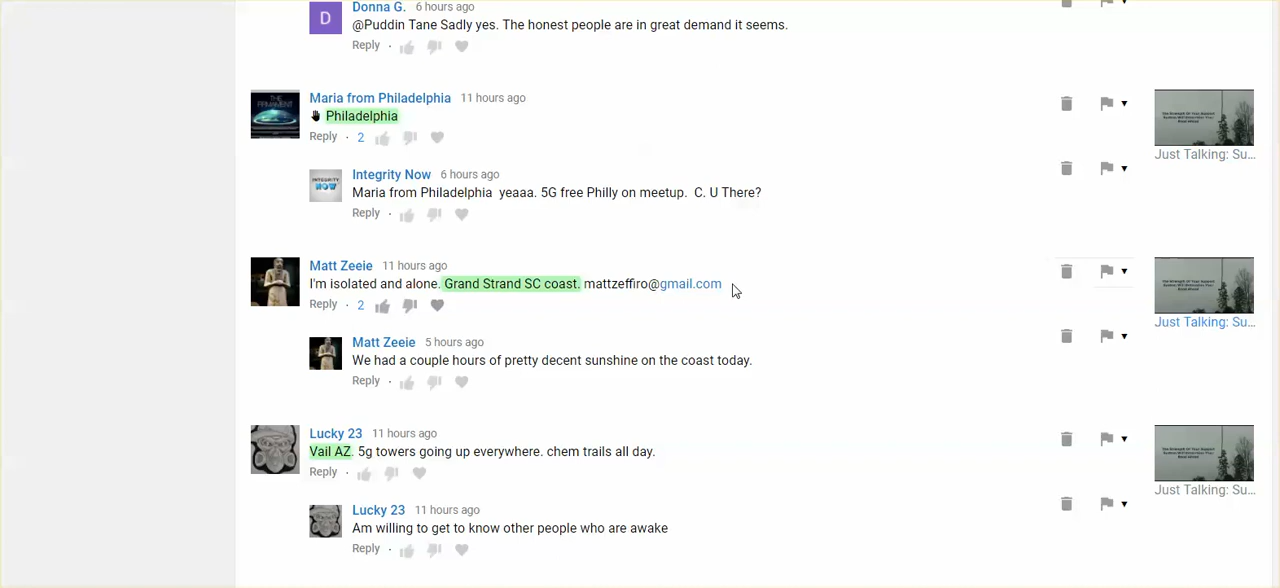 D
Donna G. 6 hours ago
@Puddin Tane Sadly yes. The honest people are in great demand it seems.
Reply ·
Maria from Philadelphia 11 hours ago
Philadelphia
Reply · 2
Just Talking: Su...
Integrity Now 6 hours ago
Maria from Philadelphia yeaaa. 5G free Philly on meetup. C. U There?
Reply ·
Matt Zeeie 11 hours ago
I'm isolated and alone. Grand Strand SC coast. mattzeffiro@gmail.com
Reply · 2
Just Talking: Su...
Matt Zeeie 5 hours ago
We had a couple hours of pretty decent sunshine on the coast today.
Reply ·
Lucky 23 11 hours ago
Vail AZ. 5g towers going up everywhere. chem trails all day.
Reply ·
Just Talking: Su...
Lucky 23 11 hours ago
Am willing to get to know other people who are awake
Reply ·